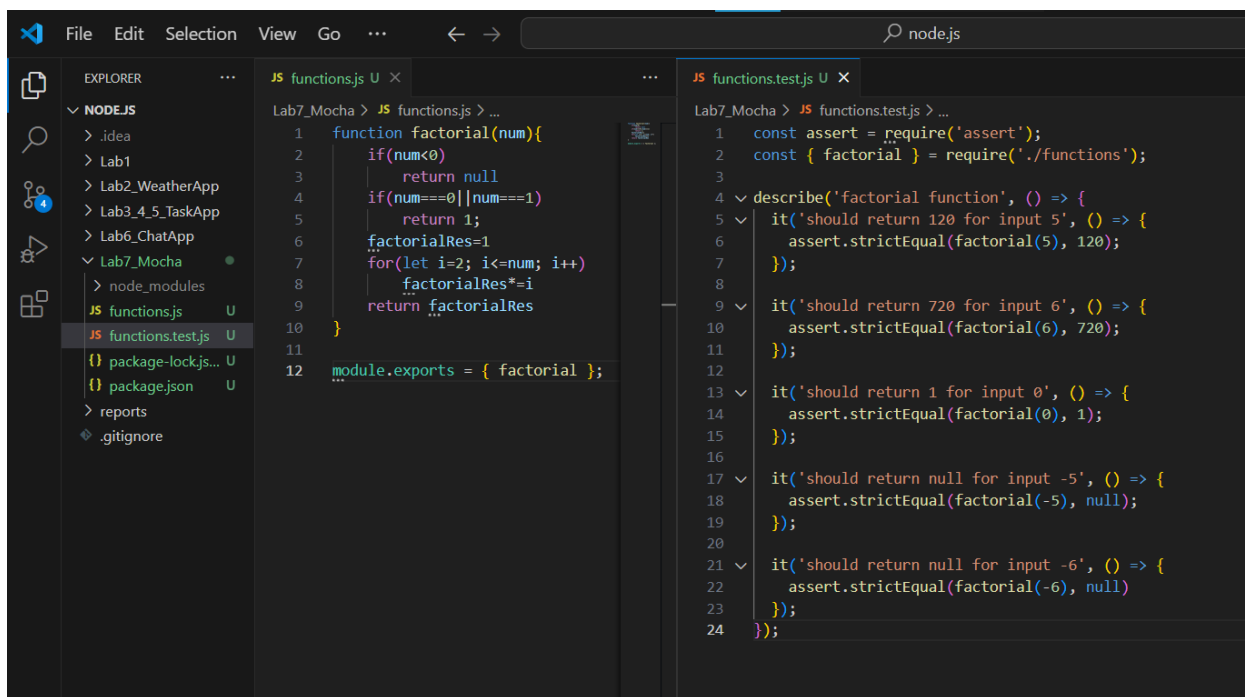 File Edit Selection View Go ··· ← → node.js
EXPLORER ···
NODE.JS
.idea
Lab1
Lab2_WeatherApp
Lab3_4_5_TaskApp
Lab6_ChatApp
Lab7_Mocha
node_modules
JS functions.js U
JS functions.test.js U
{} package-lock.js... U
{} package.json U
reports
.gitignore
4
JS functions.js U ×
···
Lab7_Mocha > JS functions.js > ...
1 function factorial(num){
2 if(num<0)
3 return null
4 if(num===0||num===1)
5 return 1;
6 factorialRes=1
7 for(let i=2; i<=num; i++)
8 factorialRes*=i
9 return factorialRes
10 }
11
12 module.exports = { factorial };
JS functions.test.js U ×
Lab7_Mocha > JS functions.test.js > ...
1 const assert = require('assert');
2 const { factorial } = require('./functions');
3
4 describe('factorial function', () => {
5 it('should return 120 for input 5', () => {
6 assert.strictEqual(factorial(5), 120);
7 });
8
9 it('should return 720 for input 6', () => {
10 assert.strictEqual(factorial(6), 720);
11 });
12
13 it('should return 1 for input 0', () => {
14 assert.strictEqual(factorial(0), 1);
15 });
16
17 it('should return null for input -5', () => {
18 assert.strictEqual(factorial(-5), null);
19 });
20
21 it('should return null for input -6', () => {
22 assert.strictEqual(factorial(-6), null)
23 });
24 });